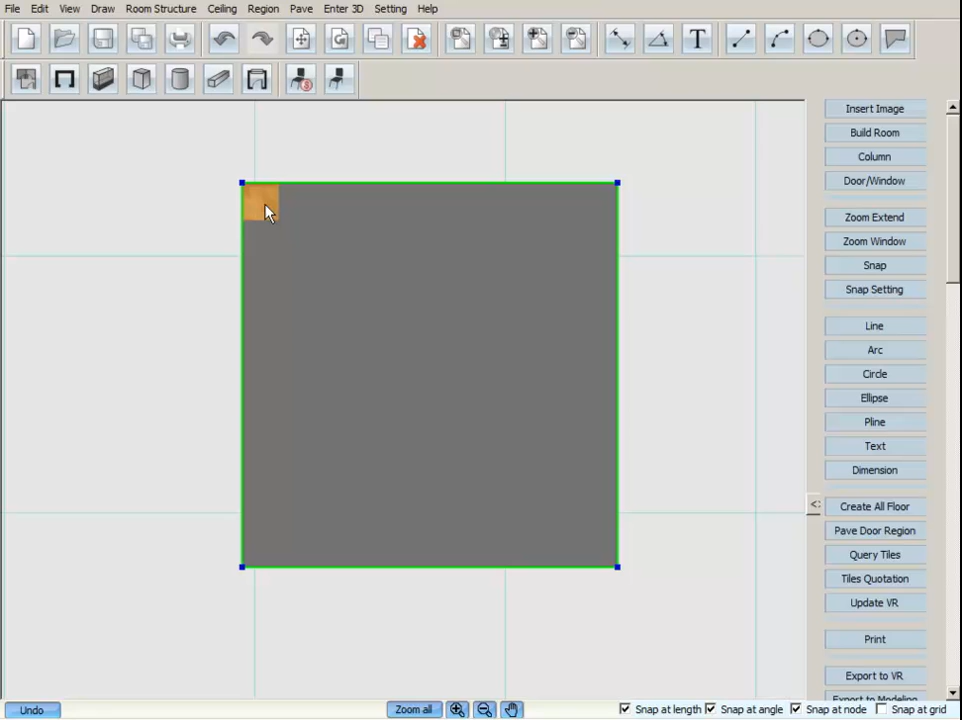 File Edit View Draw Room Structure Ceiling Region Pave Enter 3D Setting Help
T
Insert Image
Build Room
Column
Door/Window
Zoom Extend
Zoom Window
Snap
Snap Setting
Line
Arc
Circle
Ellipse
Pline
Text
Dimension
<:
Create All Floor
Pave Door Region
Query Tiles
Tiles Quotation
Update VR
Print
Export to VR
Export to Modeling
Undo Zoom all Snap at length Snap at angle Snap at node Snap at grid